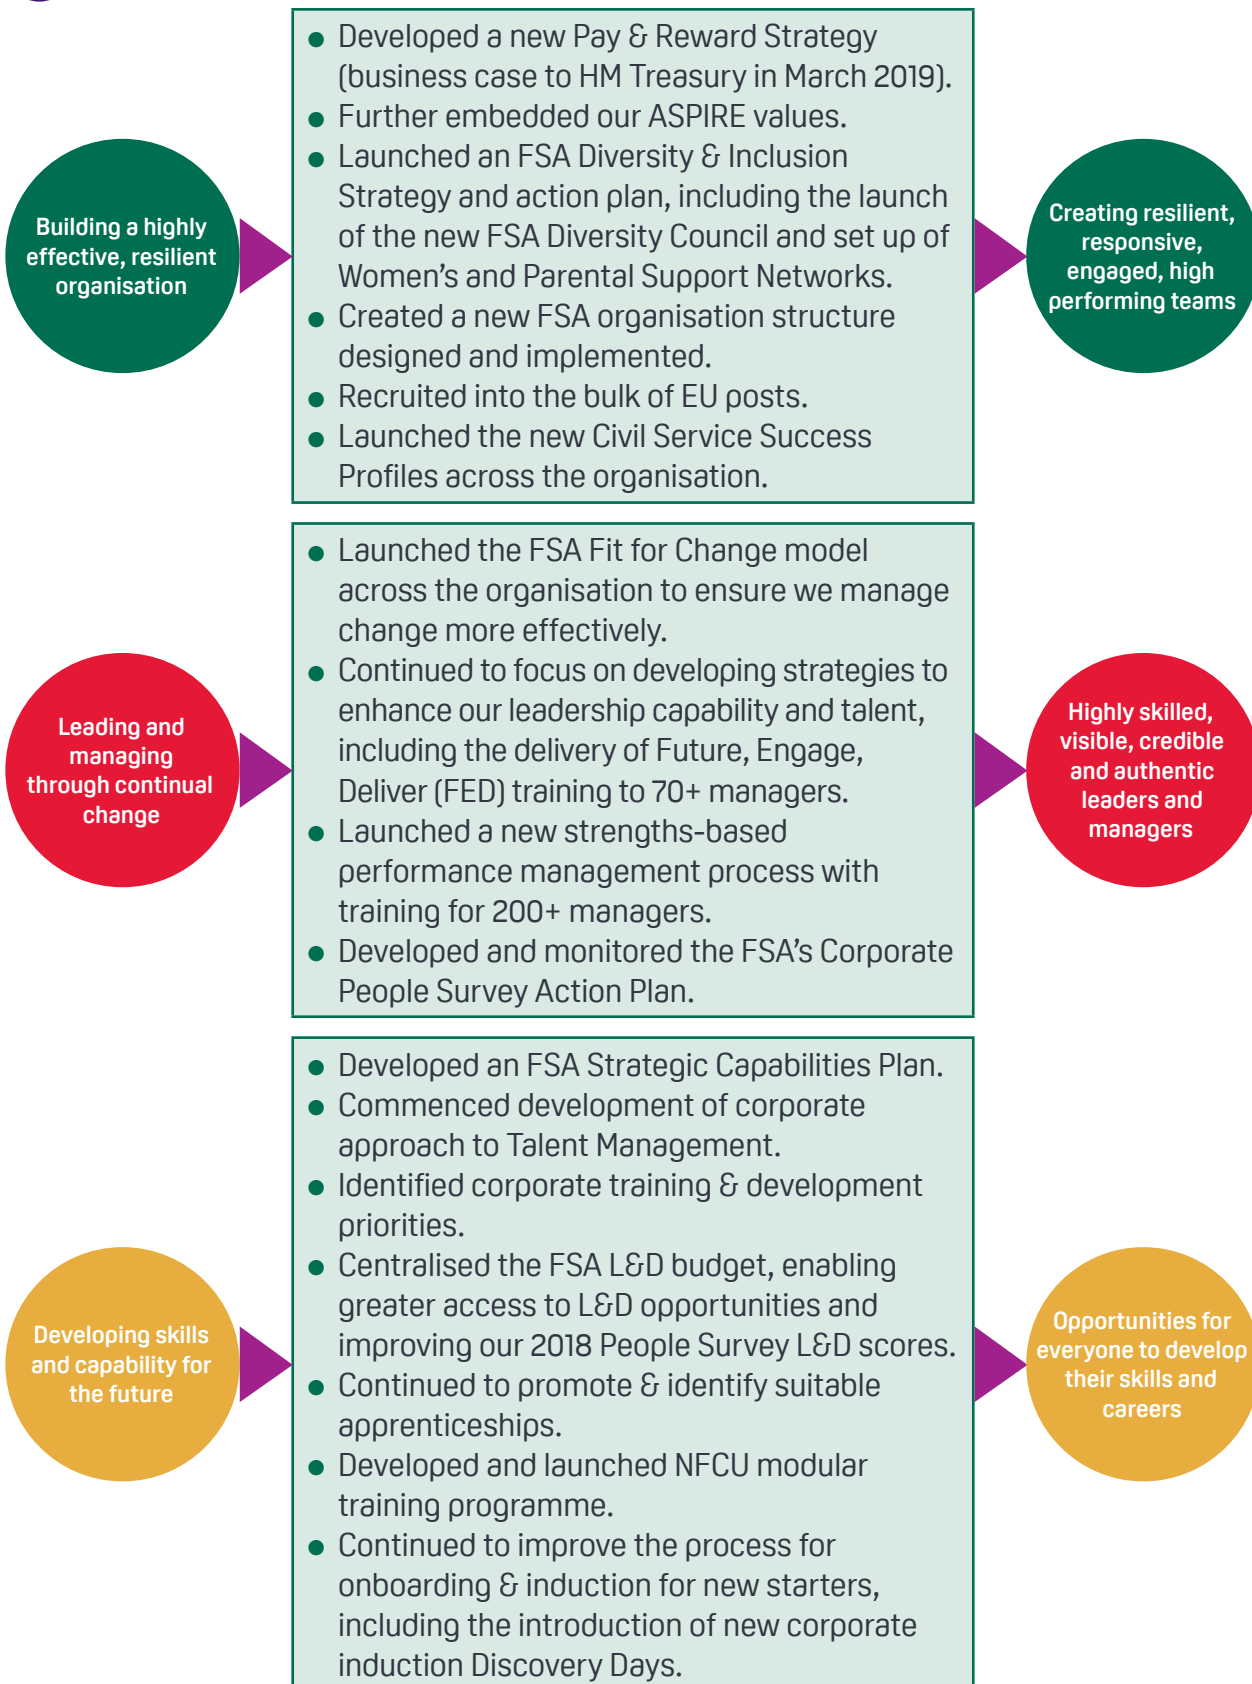 Building a highly
effective, resilient
organisation
● Developed a new Pay & Reward Strategy
(business case to HM Treasury in March 2019).
● Further embedded our ASPIRE values.
● Launched an FSA Diversity & Inclusion
Strategy and action plan, including the launch
of the new FSA Diversity Council and set up of
Women's and Parental Support Networks.
● Created a new FSA organisation structure
designed and implemented.
● Recruited into the bulk of EU posts.
● Launched the new Civil Service Success
Profiles across the organisation.
Creating resilient,
responsive,
engaged, high
performing teams
Leading and
managing
through continual
change
● Launched the FSA Fit for Change model
across the organisation to ensure we manage
change more effectively.
● Continued to focus on developing strategies to
enhance our leadership capability and talent,
including the delivery of Future, Engage,
Deliver (FED) training to 70+ managers.
● Launched a new strengths-based
performance management process with
training for 200+ managers.
● Developed and monitored the FSA's Corporate
People Survey Action Plan.
Highly skilled,
visible, credible
and authentic
leaders and
managers
Developing skills
and capability for
the future
● Developed an FSA Strategic Capabilities Plan.
● Commenced development of corporate
approach to Talent Management.
● Identified corporate training & development
priorities.
● Centralised the FSA L&D budget, enabling
greater access to L&D opportunities and
improving our 2018 People Survey L&D scores.
● Continued to promote & identify suitable
apprenticeships.
● Developed and launched NFCU modular
training programme.
● Continued to improve the process for
onboarding & induction for new starters,
including the introduction of new corporate
induction Discovery Days.
Opportunities for
everyone to develop
their skills and
careers